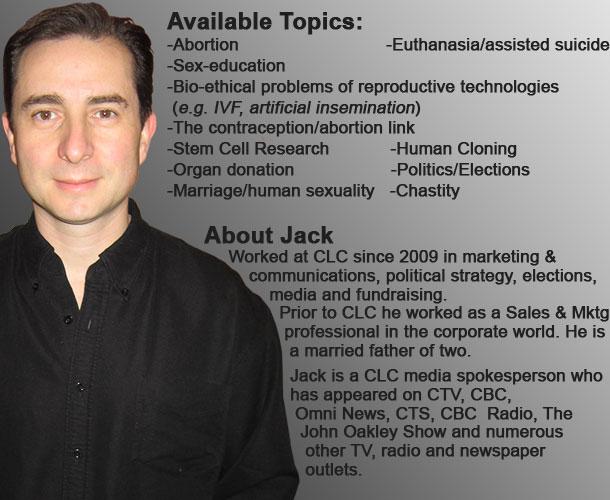 Available Topics:
-Abortion -Euthanasia/assisted suicide
-Sex-education
-Bio-ethical problems of reproductive technologies
(e.g. IVF, artificial insemination)
-The contraception/abortion link
-Stem Cell Research -Human Cloning
-Organ donation -Politics/Elections
-Marriage/human sexuality -Chastity
About Jack
Worked at CLC since 2009 in marketing &
communications, political strategy, elections,
media and fundraising.
Prior to CLC he worked as a Sales & Mktg
professional in the corporate world. He is
a married father of two.
Jack is a CLC media spokesperson who
has appeared on CTV, CBC,
Omni News, CTS, CBC Radio, The
John Oakley Show and numerous
other TV, radio and newspaper
outlets.